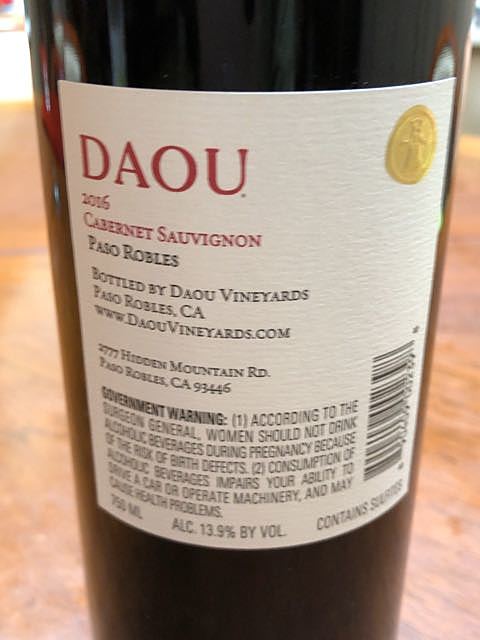 DAOU
2016
CABERNET SAUVIGNON
PASO ROBLES
BOTTLED BY DAOU VINEYARDS
PASO ROBLES, CA
WWW.DAOUVINEYARDS.COM
2777 HIDDEN MOUNTAIN RD.
PASO ROBLES, CA 93446
GOVERNMENT WARNING: (1) ACCORDING TO THE
SURGEON GENERAL, WOMEN SHOULD NOT DRINK
ALCOHOLIC BEVERAGES DURING PREGNANCY BECAUSE
OF THE RISK OF BIRTH DEFECTS. (2) CONSUMPTION OF
ALCOHOLIC BEVERAGES IMPAIRS YOUR ABILITY TO
DRIVE A CAR OR OPERATE MACHINERY, AND MAY
CAUSE HEALTH PROBLEMS.
750 ML ALC. 13.9% BY VOL. CONTAINS SULFITES